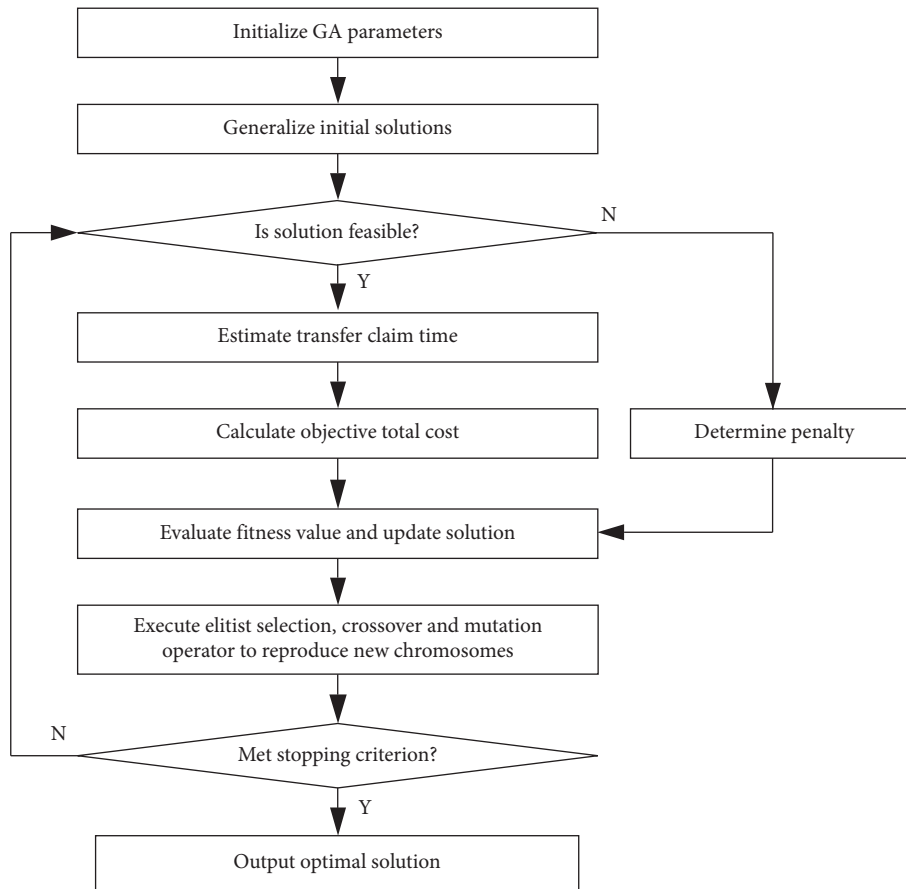 Initialize GA parameters
Generalize initial solutions
Is solution feasible?
N
Y
Estimate transfer claim time
Calculate objective total cost
Determine penalty
Evaluate fitness value and update solution
Execute elitist selection, crossover and mutation
operator to reproduce new chromosomes
N
Met stopping criterion?
Y
Output optimal solution